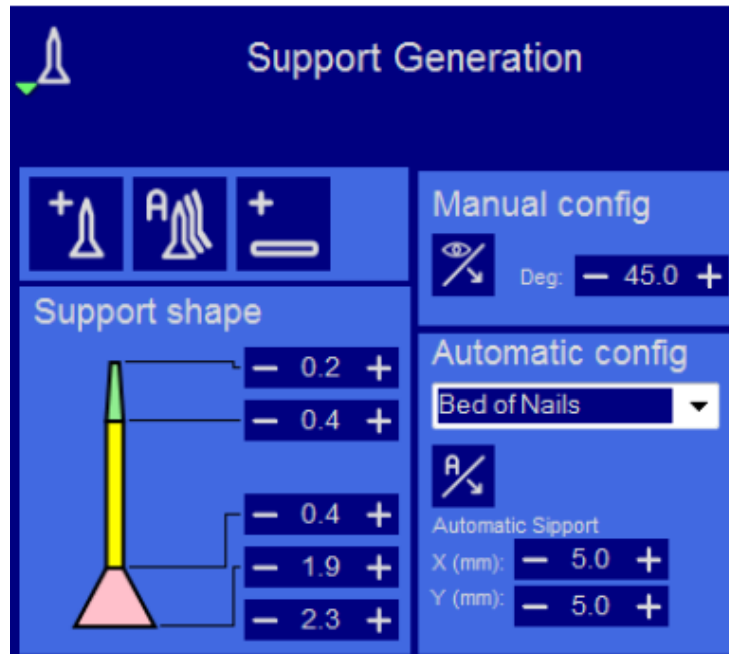 Support Generation
A
Manual config
Deg: − 45.0 +
Support shape
− 0.2 +
− 0.4 +
− 0.4 +
− 1.9 +
− 2.3 +
Automatic config
Bed of Nails
A
Automatic Sipport
X (mm): − 5.0 +
Y (mm): − 5.0 +